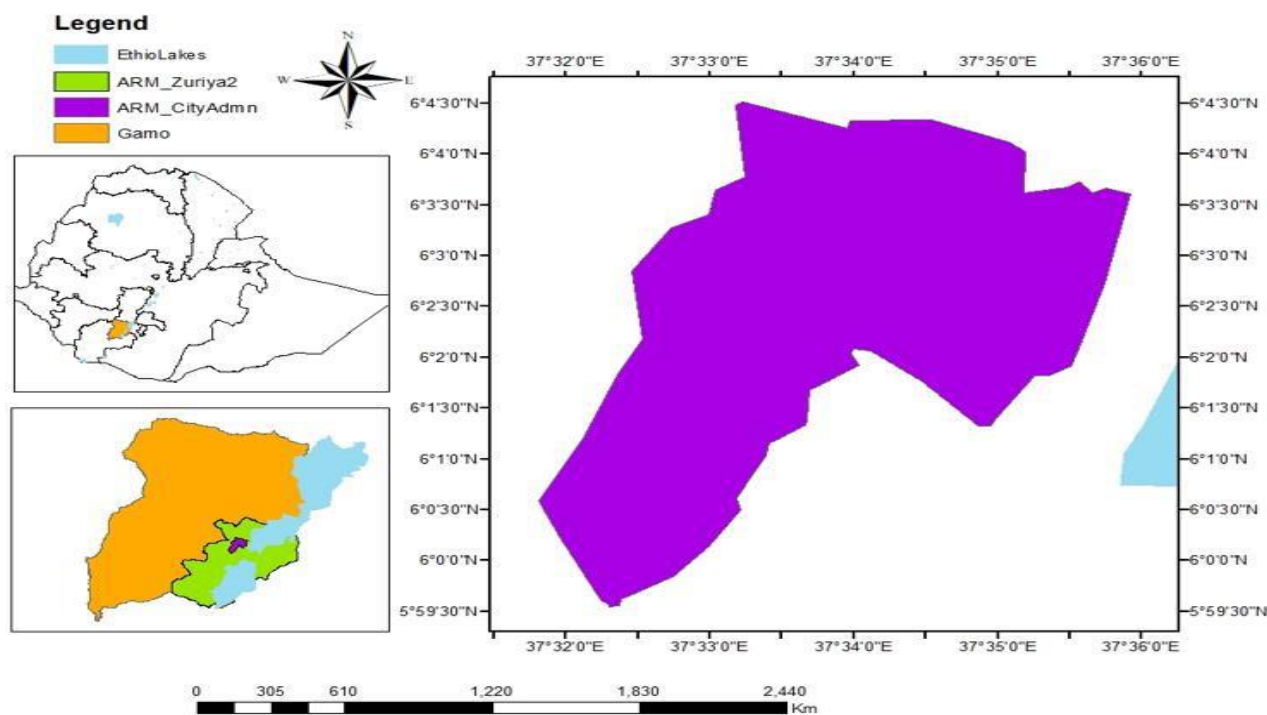 Legend
EthioLakes
ARM_Zuriya2
ARM_CityAdmn
Gamo
N
W
E
S
37°32'0"E 37°33'0"E 37°34'0"E 37°35'0"E 37°36'0"E
6°4'30"N 6°4'30"N
6°4'0"N 6°4'0"N
6°3'30"N 6°3'30"N
6°3'0"N 6°3'0"N
6°2'30"N 6°2'30"N
6°2'0"N 6°2'0"N
6°1'30"N 6°1'30"N
6°1'0"N 6°1'0"N
6°0'30"N 6°0'30"N
6°0'0"N 6°0'0"N
5°59'30"N 5°59'30"N
37°32'0"E 37°33'0"E 37°34'0"E 37°35'0"E 37°36'0"E
0 305 610 1,220 1,830 2,440
Km